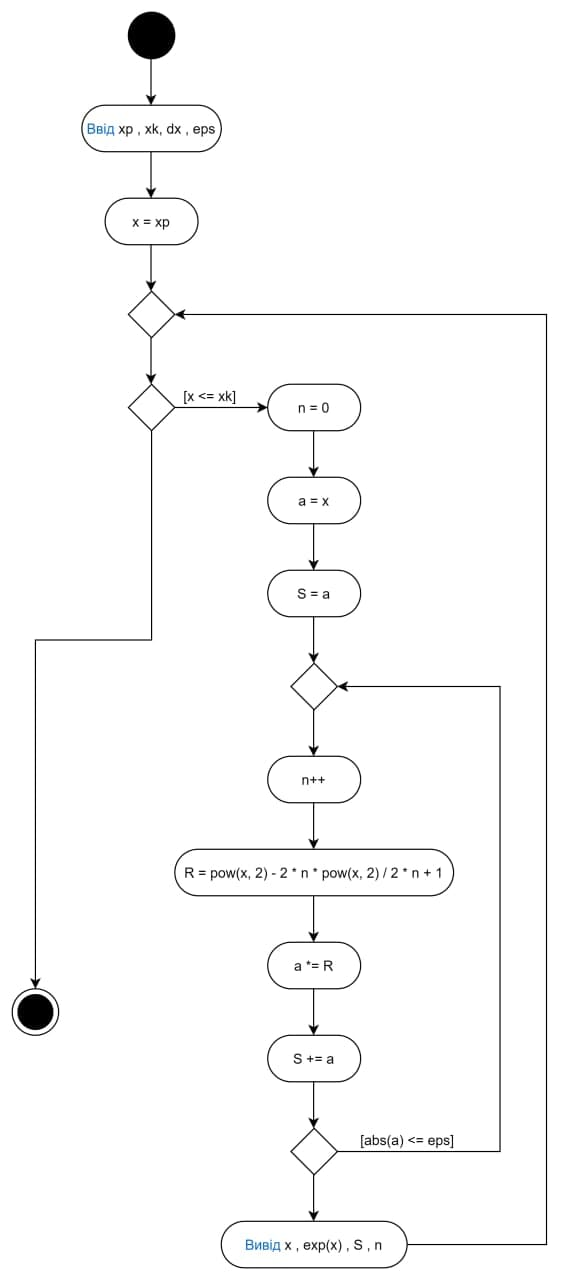 Ввід xp , xk, dx , eps
x = xp
[x <= xk]
n = 0
a = x
S = a
n++
R = pow(x, 2) - 2 * n * pow(x, 2) / 2 * n + 1
a *= R
S += a
[abs(a) <= eps]
Вивід x , exp(x) , S , n